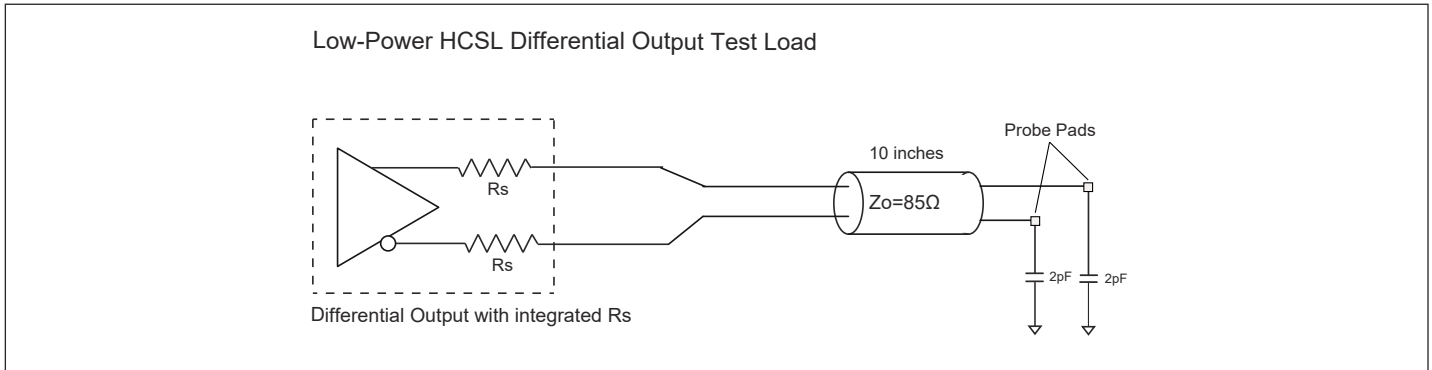 Low-Power HCSL Differential Output Test Load
Probe Pads
10 inches
Rs
Zo=85Ω
Rs
2pF
2pF
Differential Output with integrated Rs